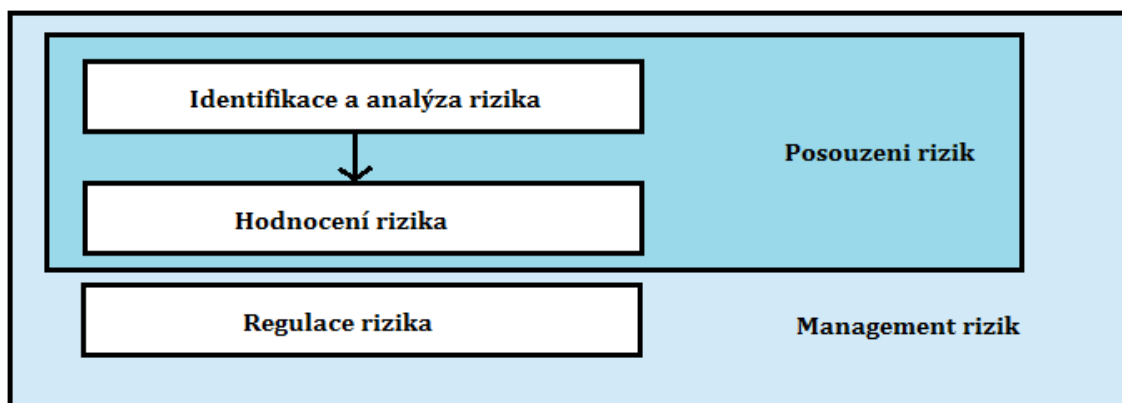 Identifikace a analýza rizika
Posouzeni rizik
Hodnocení rizika
Regulace rizika
Management rizik